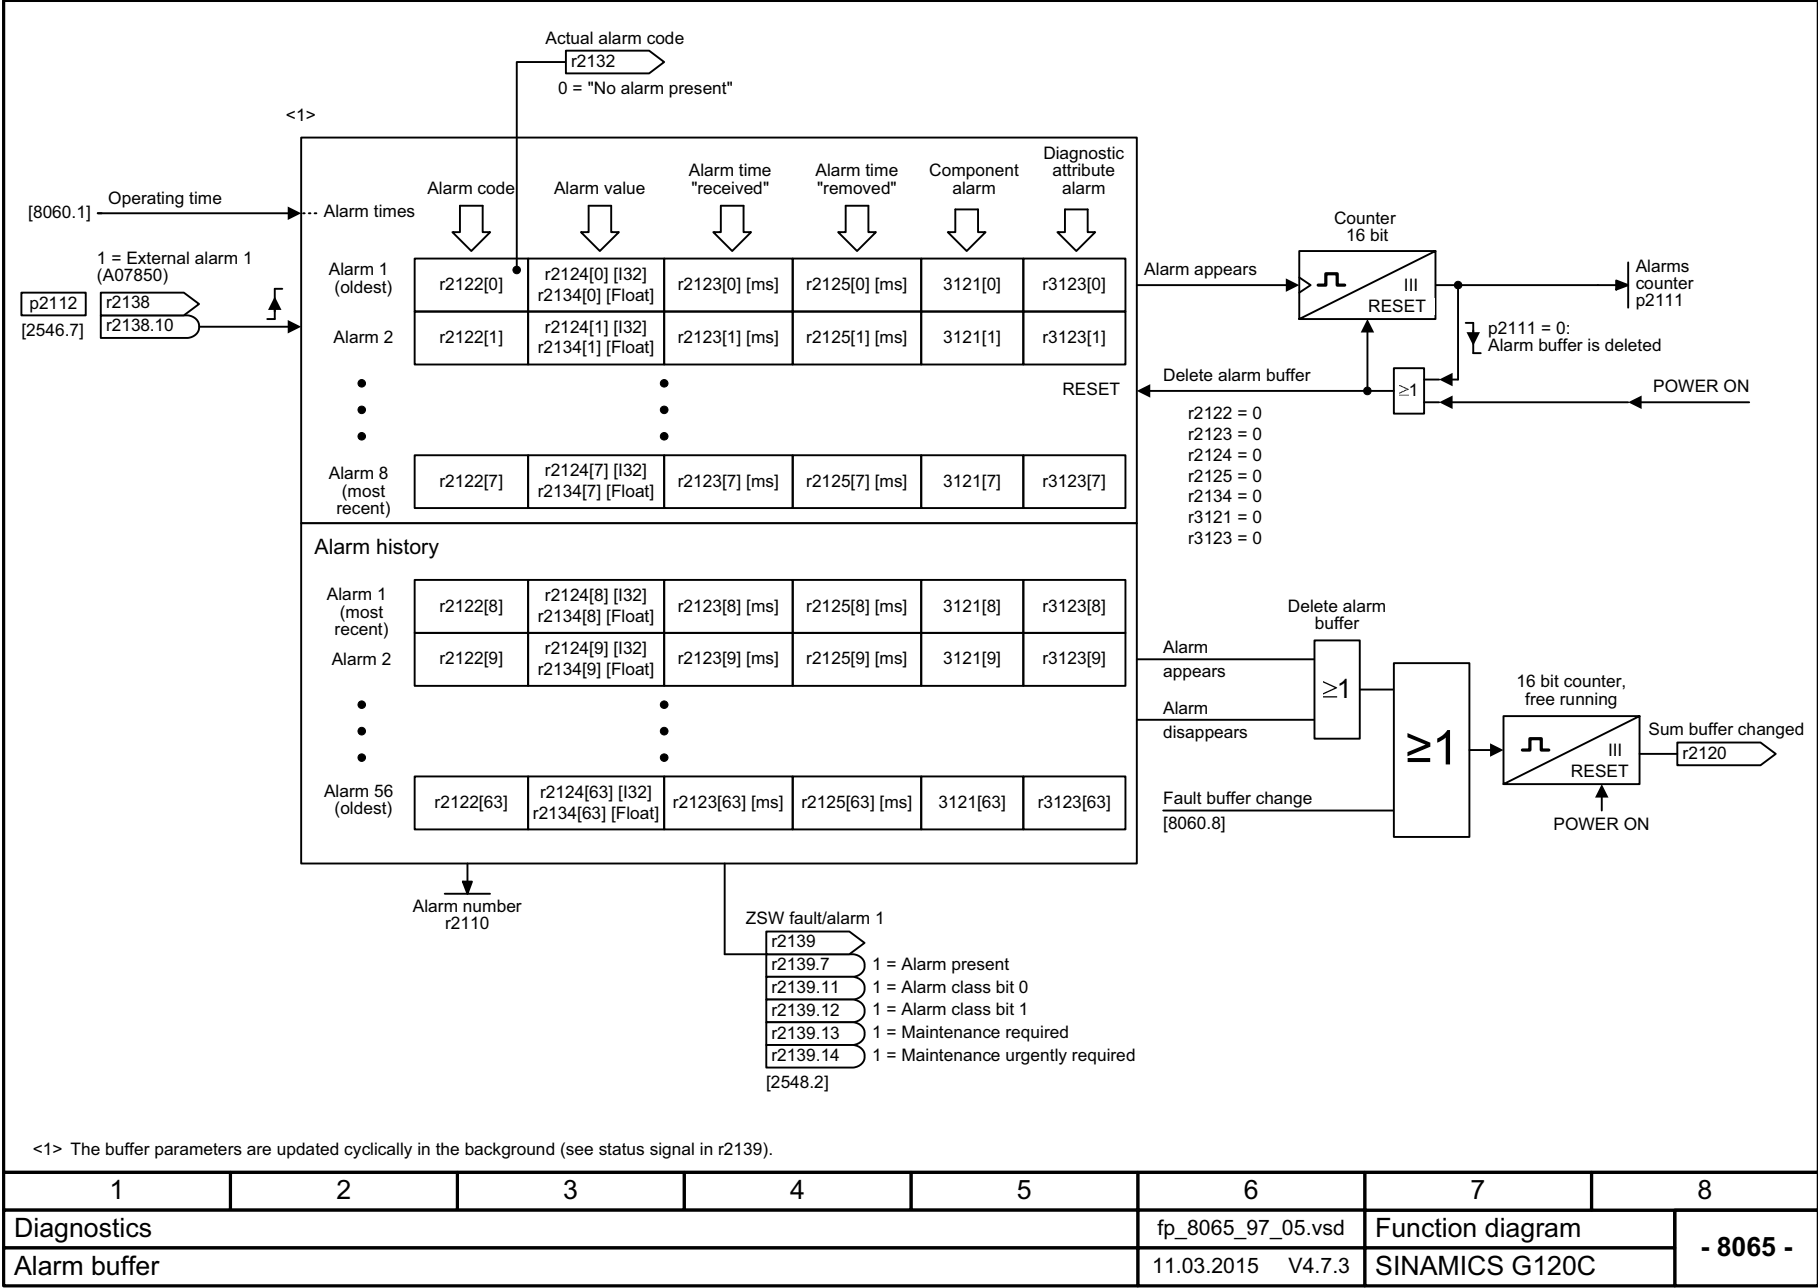 Actual alarm code
r2132
0 = "No alarm present"
<1>
Alarm code
Alarm value
Alarm time
"received"
Alarm time
"removed"
Component
alarm
Diagnostic
attribute
alarm
[8060.1]
Operating time
Alarm times
1 = External alarm 1
(A07850)
p2112
[2546.7]
r2138
r2138.10
Alarm 1
(oldest)
r2122[0]
r2124[0] [I32]
r2134[0] [Float]
r2123[0] [ms]
r2125[0] [ms]
3121[0]
r3123[0]
Alarm 2
r2122[1]
r2124[1] [I32]
r2134[1] [Float]
r2123[1] [ms]
r2125[1] [ms]
3121[1]
r3123[1]
RESET
Alarm 8
(most
recent)
r2122[7]
r2124[7] [I32]
r2134[7] [Float]
r2123[7] [ms]
r2125[7] [ms]
3121[7]
r3123[7]
Alarm appears
Counter
16 bit
III
RESET
Alarms
counter
p2111
p2111 = 0:
Alarm buffer is deleted
Delete alarm buffer
≥1
POWER ON
r2122 = 0
r2123 = 0
r2124 = 0
r2125 = 0
r2134 = 0
r3121 = 0
r3123 = 0
Alarm history
Alarm 1
(most
recent)
r2122[8]
r2124[8] [I32]
r2134[8] [Float]
r2123[8] [ms]
r2125[8] [ms]
3121[8]
r3123[8]
Alarm 2
r2122[9]
r2124[9] [I32]
r2134[9] [Float]
r2123[9] [ms]
r2125[9] [ms]
3121[9]
r3123[9]
Alarm 56
(oldest)
r2122[63]
r2124[63] [I32]
r2134[63] [Float]
r2123[63] [ms]
r2125[63] [ms]
3121[63]
r3123[63]
Delete alarm
buffer
Alarm
appears
Alarm
disappears
≥1
≥1
Fault buffer change
[8060.8]
16 bit counter,
free running
III
RESET
POWER ON
Sum buffer changed
r2120
Alarm number
r2110
ZSW fault/alarm 1
r2139
r2139.7 1 = Alarm present
r2139.11 1 = Alarm class bit 0
r2139.12 1 = Alarm class bit 1
r2139.13 1 = Maintenance required
r2139.14 1 = Maintenance urgently required
[2548.2]
<1> The buffer parameters are updated cyclically in the background (see status signal in r2139).
1 2 3 4 5 6 7 8
Diagnostics
fp_8065_97_05.vsd
Function diagram
- 8065 -
Alarm buffer
11.03.2015 V4.7.3
SINAMICS G120C